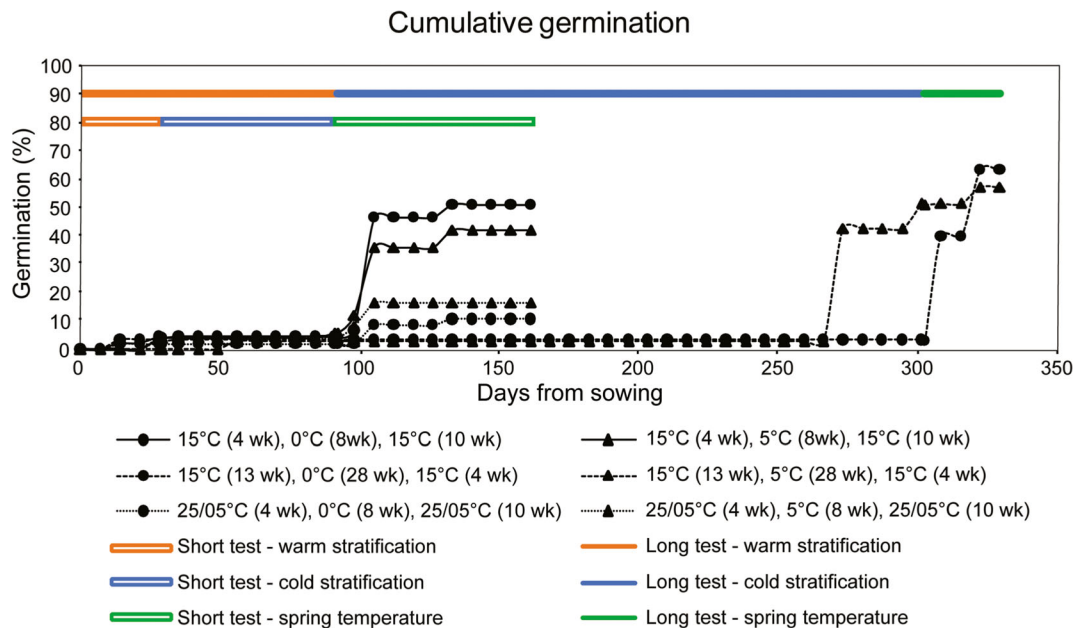 Cumulative germination
100
90
80
70
60
50
40
30
20
10
0
Germination (%)
0 50 100 150 200 250 300 350
Days from sowing
15°C (4 wk), 0°C (8wk), 15°C (10 wk)
15°C (4 wk), 5°C (8wk), 15°C (10 wk)
15°C (13 wk), 0°C (28 wk), 15°C (4 wk)
15°C (13 wk), 5°C (28 wk), 15°C (4 wk)
25/05°C (4 wk), 0°C (8 wk), 25/05°C (10 wk)
25/05°C (4 wk), 5°C (8 wk), 25/05°C (10 wk)
Short test - warm stratification
Long test - warm stratification
Short test - cold stratification
Long test - cold stratification
Short test - spring temperature
Long test - spring temperature